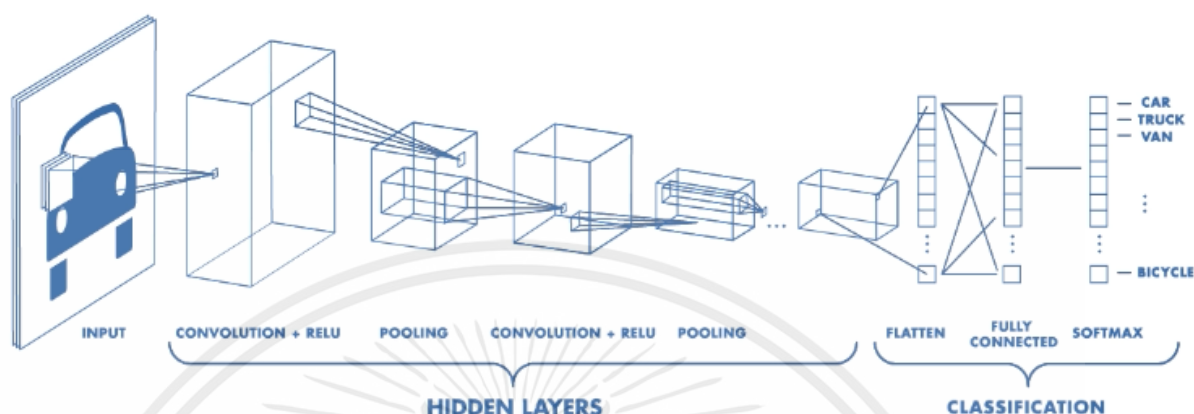 CAR
TRUCK
VAN
BICYCLE
INPUT
CONVOLUTION + RELU
POOLING
CONVOLUTION + RELU
POOLING
FLATTEN
FULLY
CONNECTED
SOFTMAX
HIDDEN LAYERS
CLASSIFICATION